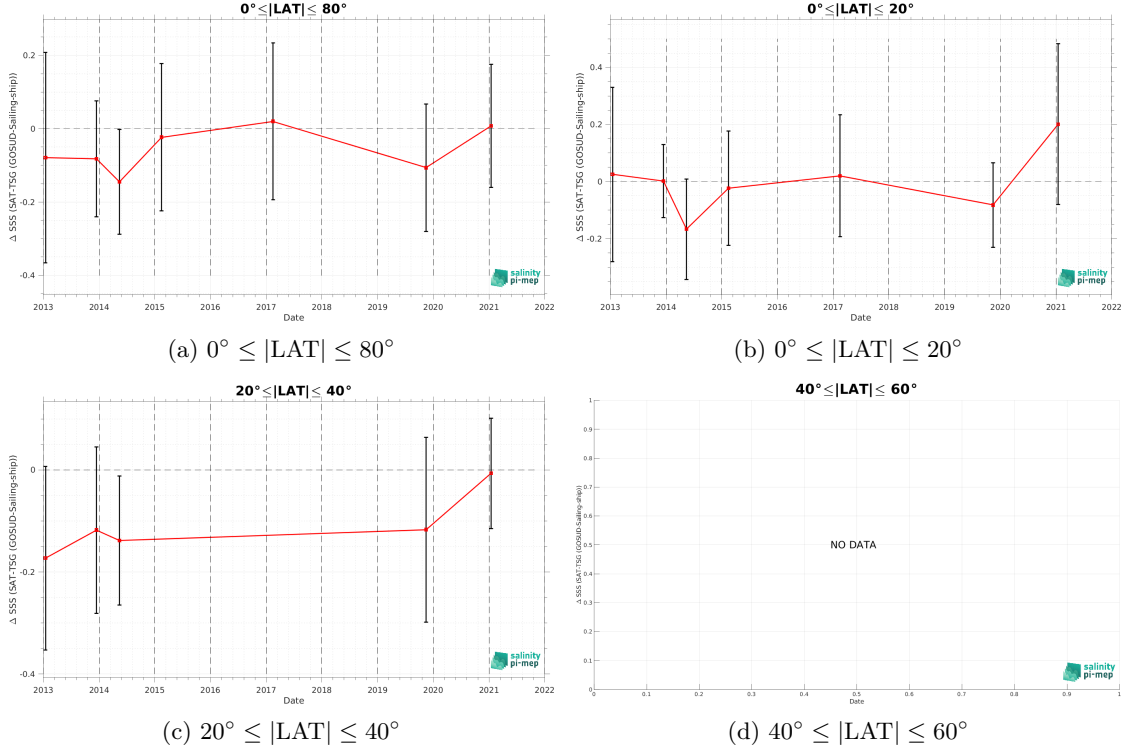 0°≤|LAT|≤ 80°
Δ SSS (SAT-TSG (GOSUD-Sailing-ship))
0.2
0
-0.2
-0.4
2013 2014 2015 2016 2017 2018 2019 2020 2021 2022
Date
salinity
pi-mep
(a) 0° ≤ |LAT| ≤ 80°
0°≤|LAT|≤ 20°
Δ SSS (SAT-TSG (GOSUD-Sailing-ship))
0.4
0.2
0
-0.2
2013 2014 2015 2016 2017 2018 2019 2020 2021 2022
Date
salinity
pi-mep
(b) 0° ≤ |LAT| ≤ 20°
20°≤|LAT|≤ 40°
Δ SSS (SAT-TSG (GOSUD-Sailing-ship))
0
-0.2
-0.4
2013 2014 2015 2016 2017 2018 2019 2020 2021 2022
Date
salinity
pi-mep
(c) 20° ≤ |LAT| ≤ 40°
40°≤|LAT|≤ 60°
Δ SSS (SAT-TSG (GOSUD-Sailing-ship))
1
0.9
0.8
0.7
0.6
0.5
0.4
0.3
0.2
0.1
0
NO DATA
0 0.1 0.2 0.3 0.4 0.5 0.6 0.7 0.8 0.9 1
Date
salinity
pi-mep
(d) 40° ≤ |LAT| ≤ 60°